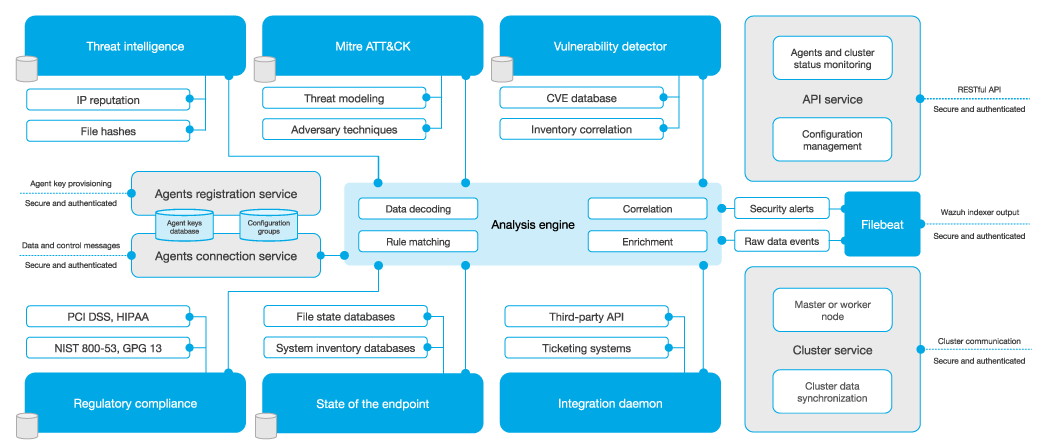 Threat intelligence
IP reputation
File hashes
Mitre ATT&CK
Threat modeling
Adversary techniques
Vulnerability detector
CVE database
Inventory correlation
Agents and cluster
status monitoring
API service
Configuration
management
RESTful API
Secure and authenticated
Agent key provisioning
Secure and authenticated
Agents registration service
Agent keys
database
Configuration
groups
Data and control messages
Secure and authenticated
Agents connection service
Data decoding
Rule matching
Analysis engine
Correlation
Enrichment
Security alerts
Raw data events
Filebeat
Wazuh indexer output
Secure and authenticated
PCI DSS, HIPAA
NIST 800-53, GPG 13
Regulatory compliance
File state databases
System inventory databases
State of the endpoint
Third-party API
Ticketing systems
Integration daemon
Master or worker
node
Cluster service
Cluster data
synchronization
Cluster communication
Secure and authenticated